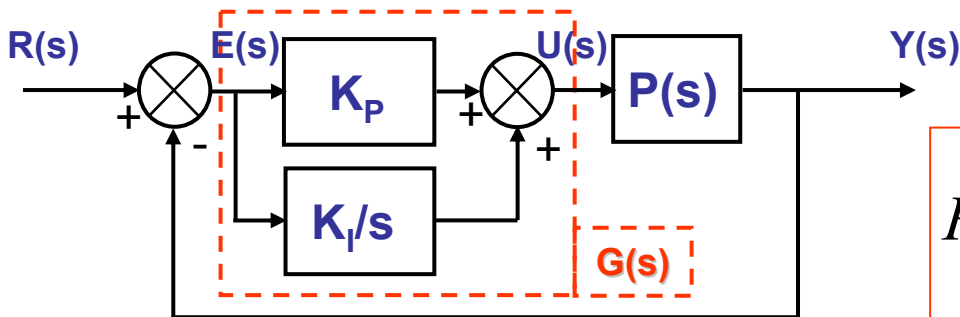 R(s) E(s) U(s) Y(s)
K_P P(s)
+ + - +
K_I/s
G(s)